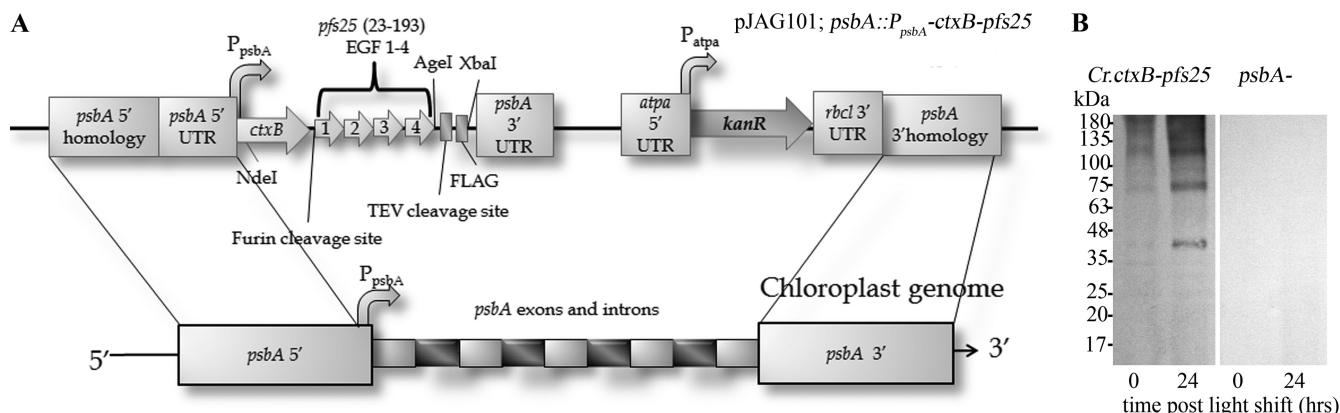 A
pJAG101; psbA::PpsbA-ctxB-pfs25
pfs25 (23-193)
EGF 1-4
PpsbA
AgeI
XbaI
Patpa
psbA 5′
homology
psbA 5′
UTR
ctxB
1
2
3
4
psbA
3′
UTR
atpa
5′
UTR
kanR
rbcl 3′
UTR
psbA
3′homology
NdeI
FLAG
TEV cleavage site
Furin cleavage site
PpsbA
psbA exons and introns
Chloroplast genome
5′
psbA 5′
psbA 3′
3′
B
Cr.ctxB-pfs25
psbA-
kDa
180
135
100
75
63
48
35
25
20
17
0 24 0 24
time post light shift (hrs)